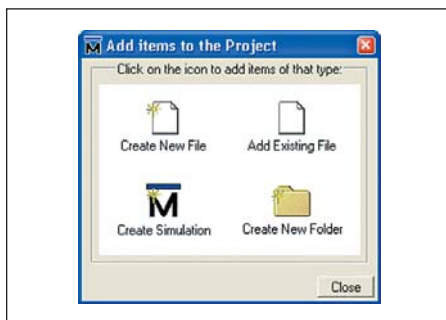 M Add items to the Project
Click on the icon to add items of that type:
Create New File Add Existing File
M
Create Simulation Create New Folder
Close